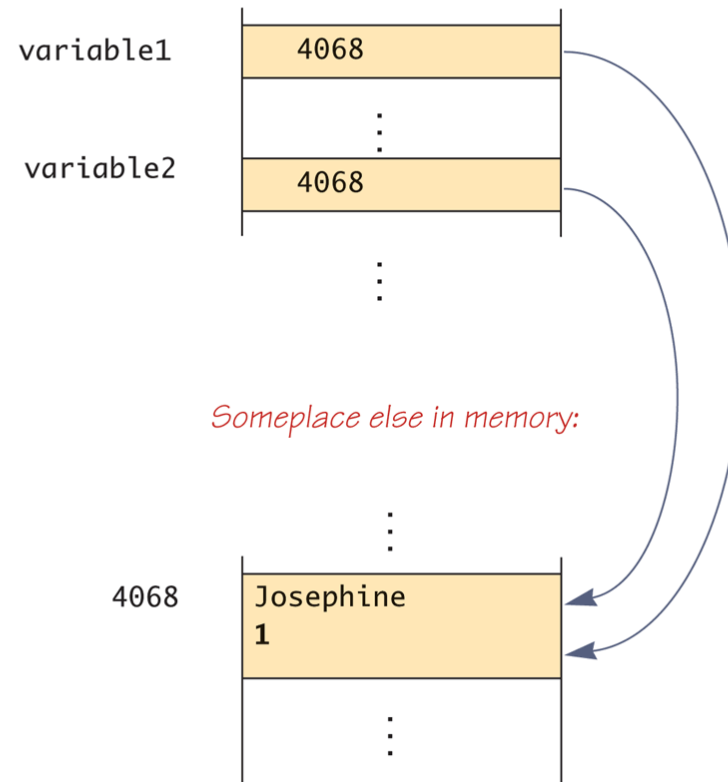 variable1
4068
variable2
4068
Someplace else in memory:
4068
Josephine
1